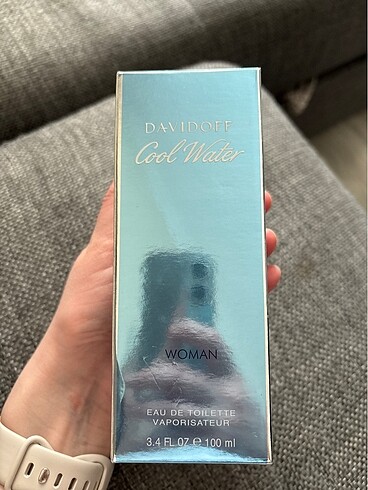 DAVIDOFF
Cool Water
WOMAN
EAU DE TOILETTE
VAPORISATEUR
3.4 FL OZ ℮ 100 ml